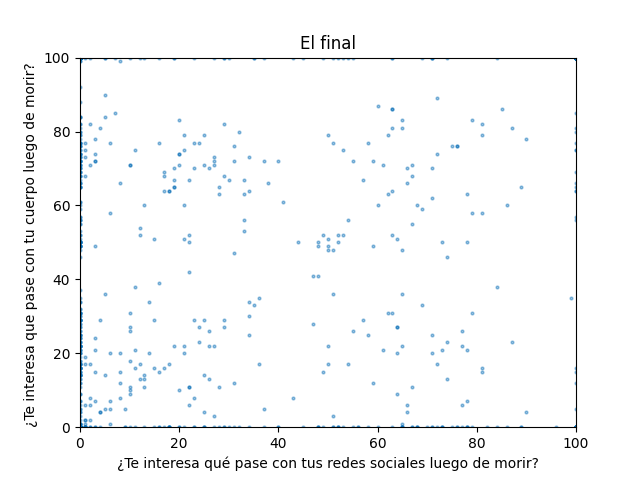 El final
¿Te interesa que pase con tu cuerpo luego de morir?
100
80
60
40
20
0
0 20 40 60 80 100
¿Te interesa qué pase con tus redes sociales luego de morir?